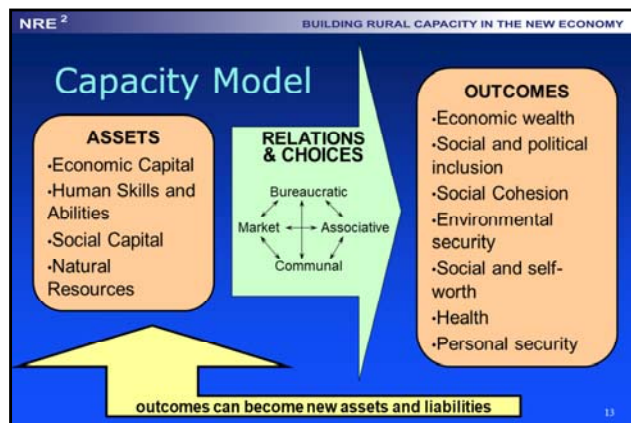 NRE²
BUILDING RURAL CAPACITY IN THE NEW ECONOMY
Capacity Model
ASSETS
•Economic Capital
•Human Skills and
Abilities
•Social Capital
•Natural
Resources
RELATIONS
& CHOICES
Bureaucratic
Market
Associative
Communal
OUTCOMES
•Economic wealth
•Social and political
inclusion
•Social Cohesion
•Environmental
security
•Social and self-
worth
•Health
•Personal security
outcomes can become new assets and liabilities
13